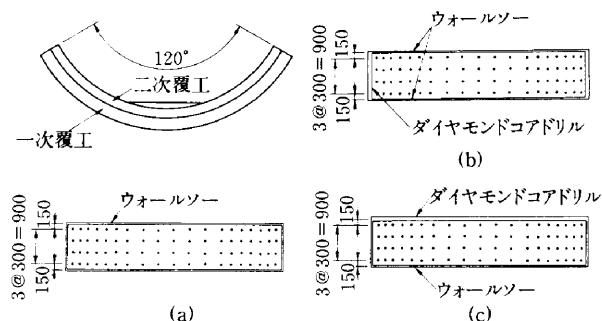 120°
二次覆工
一次覆工
ウォールソー
3@300=900
150
150
ダイヤモンドコアドリル
(b)
ウォールソー
3@300=900
150
150
(a)
ダイヤモンドコアドリル
3@300=900
150
150
ウォールソー
(c)